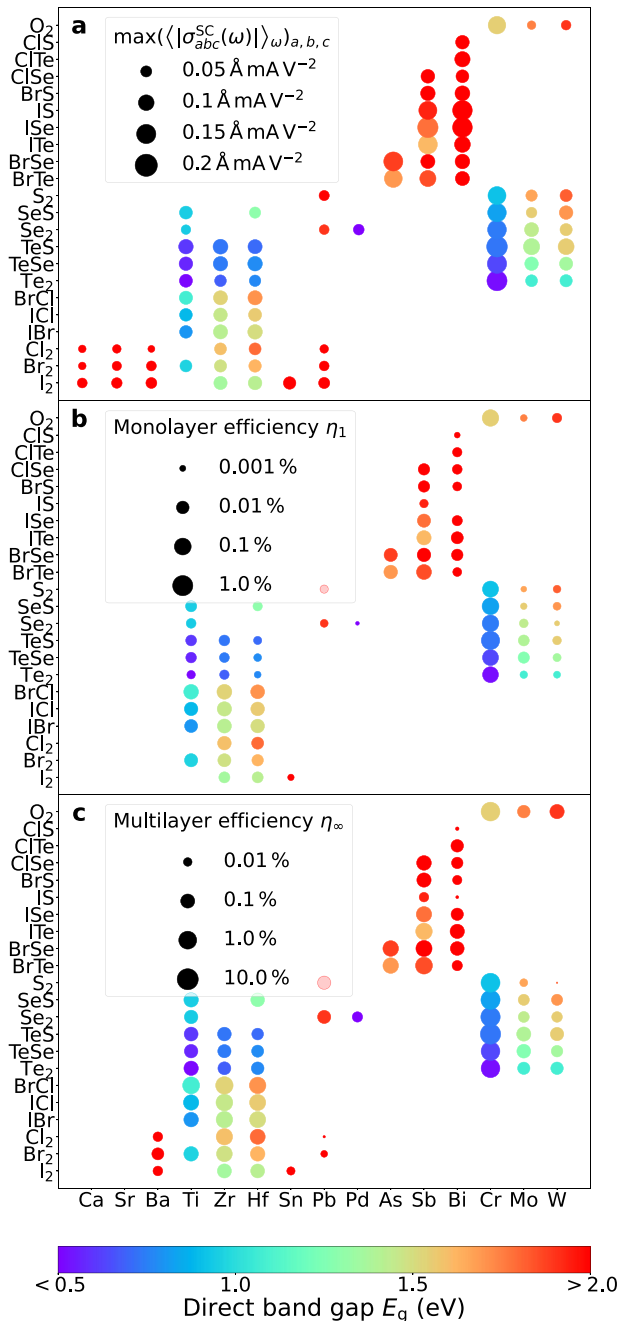 a
max(⟨|σ^SC_abc(ω)|⟩_ω)_a,b,c
0.05 Å mA V⁻²
0.1 Å mA V⁻²
0.15 Å mA V⁻²
0.2 Å mA V⁻²
O₂
ClS
ClTe
ClSe
BrS
IS
ISe
ITe
BrSe
BrTe
S₂
SeS
Se₂
TeS
TeSe
Te₂
BrCl
ICl
IBr
Cl₂
Br₂
I₂
b
Monolayer efficiency η₁
0.001 %
0.01 %
0.1 %
1.0 %
O₂
ClS
ClTe
ClSe
BrS
IS
ISe
ITe
BrSe
BrTe
S₂
SeS
Se₂
TeS
TeSe
Te₂
BrCl
ICl
IBr
Cl₂
Br₂
I₂
c
Multilayer efficiency η∞
0.01 %
0.1 %
1.0 %
10.0 %
O₂
ClS
ClTe
ClSe
BrS
IS
ISe
ITe
BrSe
BrTe
S₂
SeS
Se₂
TeS
TeSe
Te₂
BrCl
ICl
IBr
Cl₂
Br₂
I₂
Ca Sr Ba Ti Zr Hf Sn Pb Pd As Sb Bi Cr Mo W
<0.5 1.0 1.5 >2.0
Direct band gap E_g (eV)